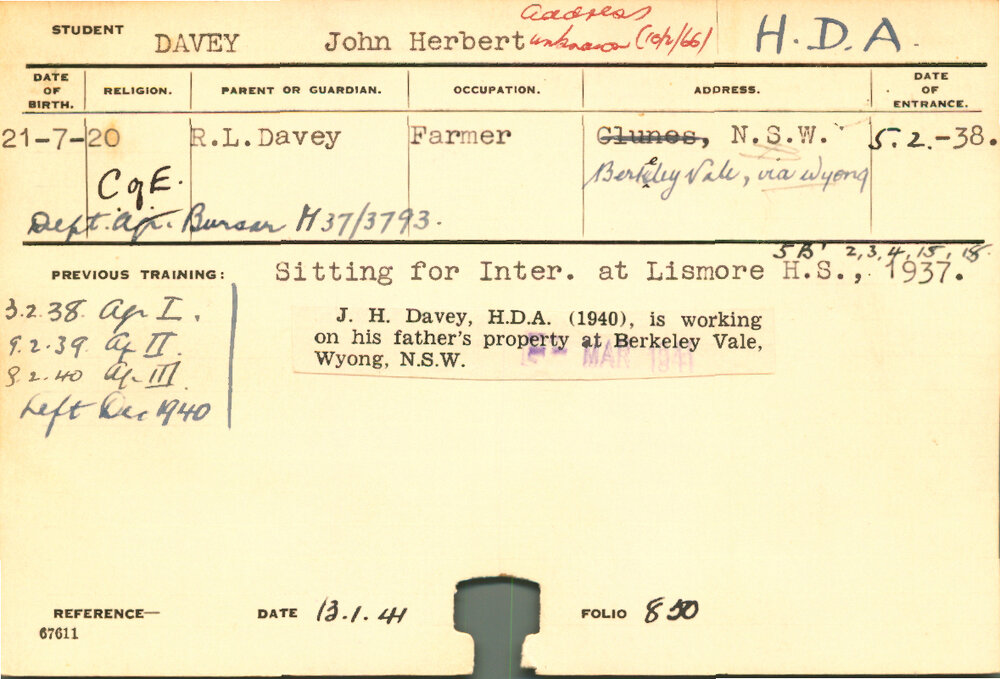 Address
STUDENT DAVEY John Herbert unknown (10/2/66) H.D.A.
DATE OF BIRTH. RELIGION. PARENT OR GUARDIAN. OCCUPATION. ADDRESS. DATE OF ENTRANCE.
21-7-20 R.L.Davey Farmer Clunes, N.S.W. 5.2.-38.
C of E. Berkeley Vale, via Wyong
Dept. Agr. Bursar H37/3793.
5B' 2,3,4,15,18
PREVIOUS TRAINING: Sitting for Inter. at Lismore H.S., 1937.
3.2.38. Agr I.
9.2.39. Ag II.
9.2.40 Ag. III.
Left Dec 1940
J. H. Davey, H.D.A. (1940), is working
on his father's property at Berkeley Vale,
Wyong, N.S.W.
MAR 1941
REFERENCE— DATE 13.1.41 FOLIO 850
67611